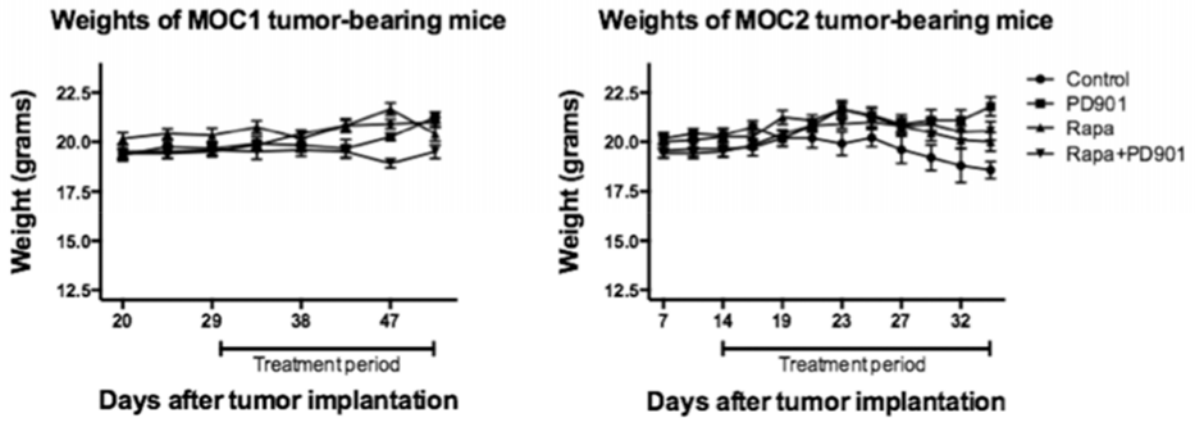 Weights of MOC1 tumor-bearing mice
Weight (grams)
22.5
20.0
17.5
15.0
12.5
20 29 38 47
Treatment period
Days after tumor implantation
Weights of MOC2 tumor-bearing mice
Weight (grams)
22.5
20.0
17.5
15.0
12.5
7 14 19 23 27 32
Treatment period
Days after tumor implantation
Control
PD901
Rapa
Rapa+PD901